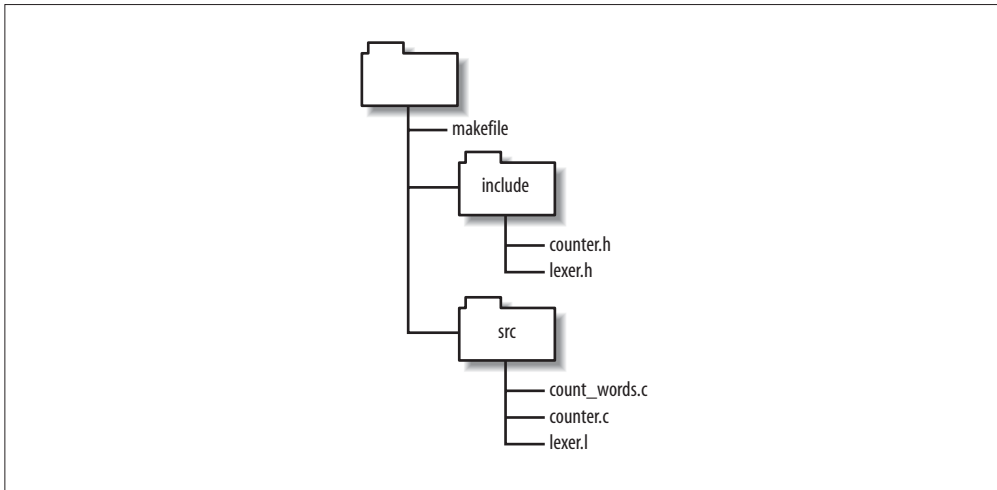 makefile
include
counter.h
lexer.h
src
count_words.c
counter.c
lexer.l